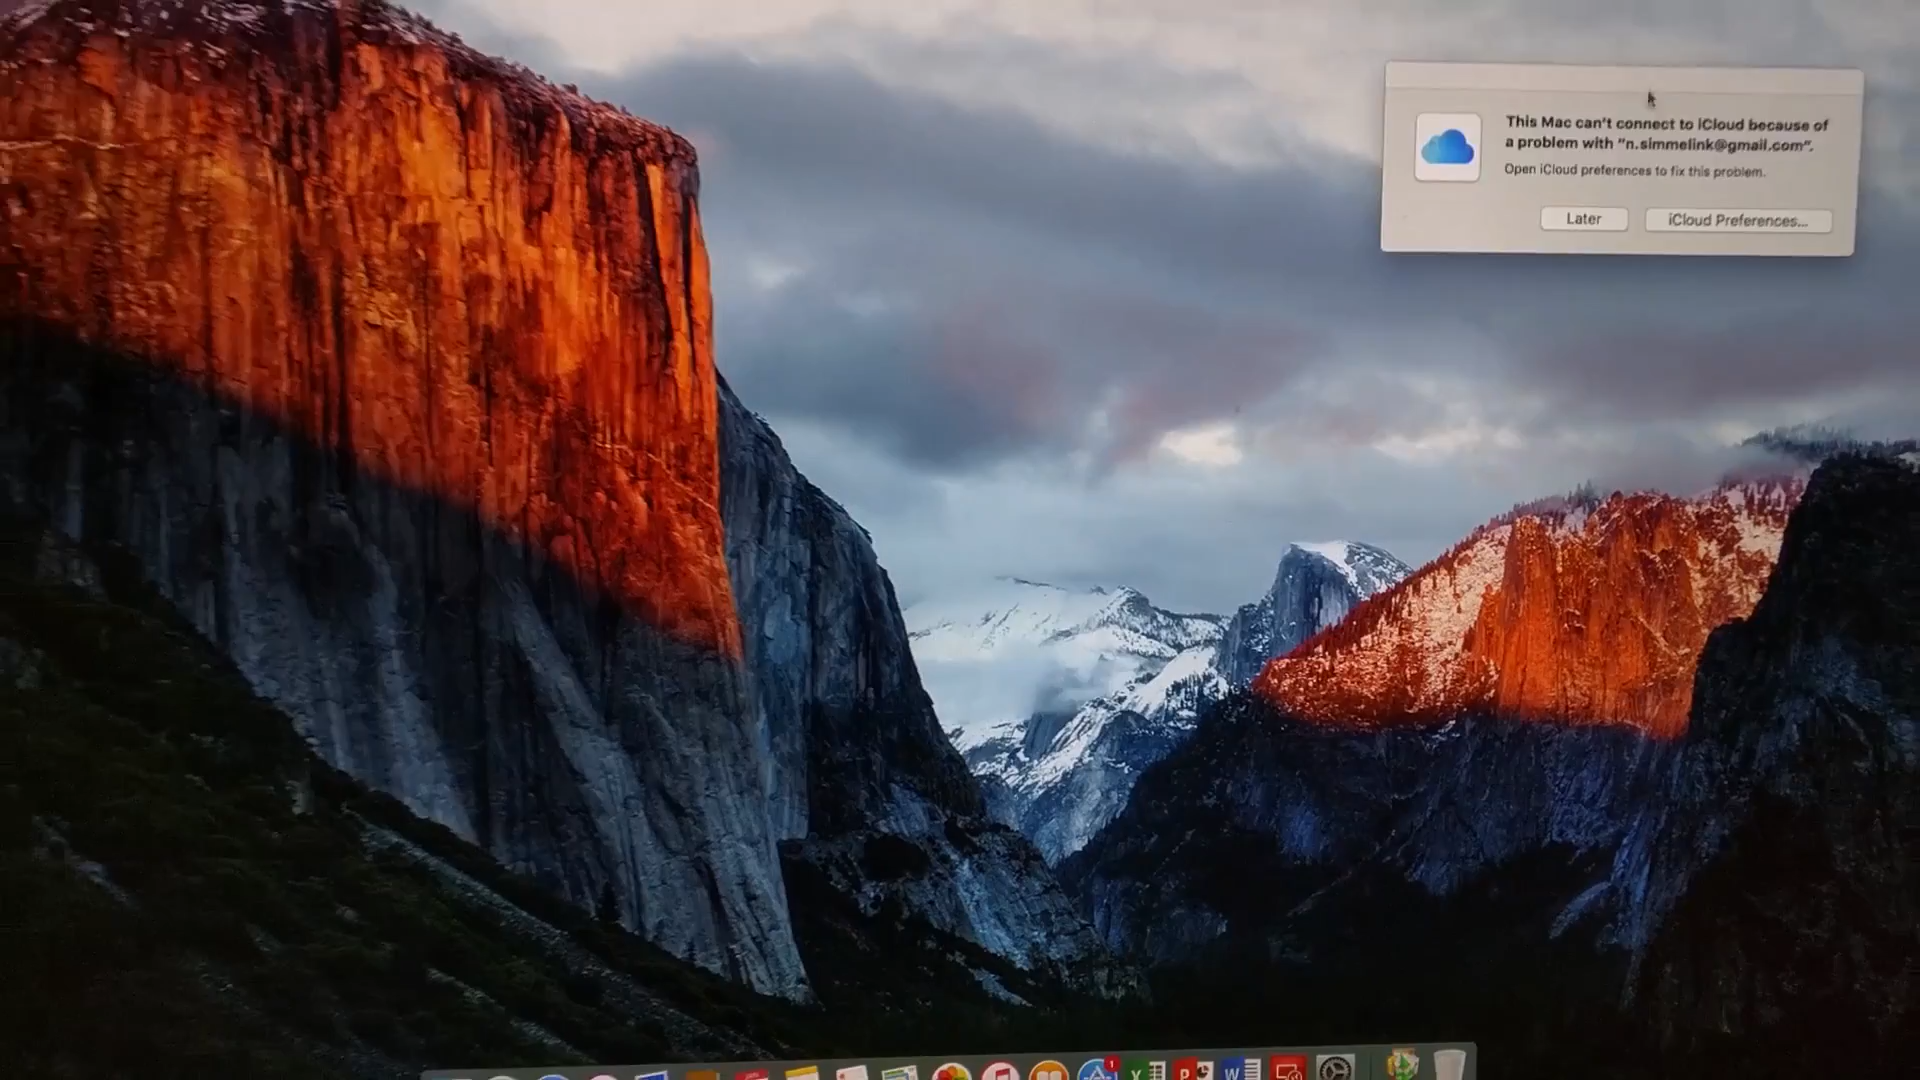 This Mac can't connect to iCloud because of
a problem with "n.simmelink@gmail.com".
Open iCloud preferences to fix this problem.
Later
iCloud Preferences...
1
X
P
W